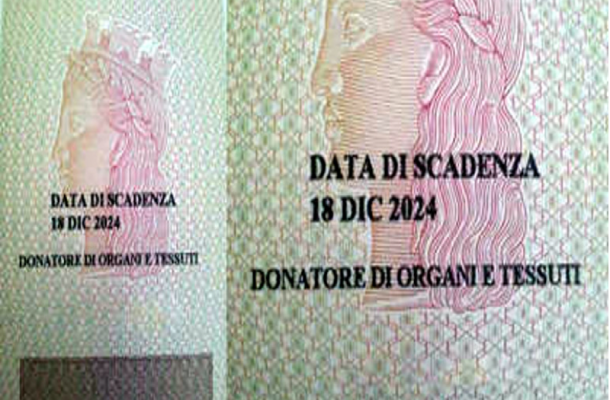 DATA DI SCADENZA
18 DIC 2024
DONATORE DI ORGANI E TESSUTI
DATA DI SCADENZA
18 DIC 2024
DONATORE DI ORGANI E TESSUTI